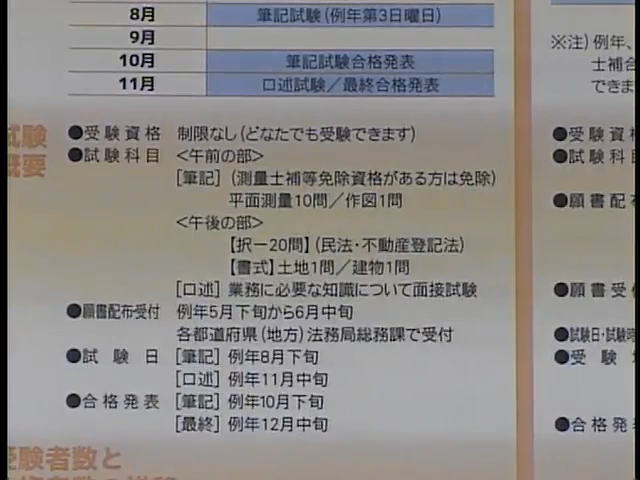 8月 筆記試験(例年第3日曜日)
9月
10月 筆記試験合格発表
11月 口述試験／最終合格発表
試験
概要
●受験資格 制限なし(どなたでも受験できます)
●試験科目 <午前の部>
[筆記] (測量士補等免除資格がある方は免除)
平面測量10問／作図1問
<午後の部>
【択一20問】(民法・不動産登記法)
【書式】土地1問／建物1問
[口述] 業務に必要な知識について面接試験
●願書配布・受付 例年5月下旬から6月中旬
各都道府県(地方)法務局総務課で受付
●試験日 [筆記] 例年8月下旬
[口述] 例年11月中旬
●合格発表 [筆記] 例年10月下旬
[最終] 例年12月中旬
受験者数と
※注) 例年、
士補合
できま
●受験資
●試験科
●願書配
●願書受
●試験日・試験
●受験
●合格発